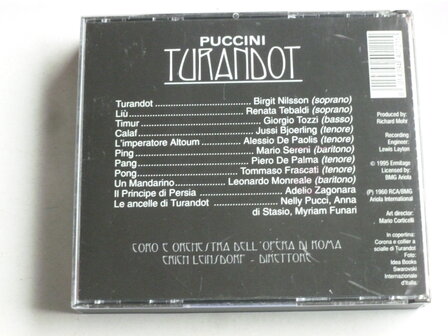 PUCCINI
TURANDOT
Turandot .......................... Birgit Nilsson (soprano)
Liù .................................. Renata Tebaldi (soprano)
Timur ................................ Giorgio Tozzi (basso)
Calaf ................................ Jussi Bjoerling (tenore)
L'imperatore Altoum ........ Alessio De Paolis (tenore)
Ping .................................. Mario Sereni (baritono)
Pang ................................ Piero De Palma (tenore)
Pong ............................ Tommaso Frascati (tenore)
Un Mandarino ............ Leonardo Monreale (baritono)
Il Principe di Persia .................... Adelio Zagonara
Le ancelle di Turandot ........ Nelly Pucci, Anna
di Stasio, Myriam Funari
CORO E ORCHESTRA DELL'OPERA DI ROMA
ERICH LEINSDORF - DIRETTORE
Produced by:
Richard Mohr
Recording
Engineer:
Lewis Layton
© 1995 Ermitage
Licensed by:
BMG Ariola
(P) 1960 RCA/BMG
Ariola International
Art director:
Mario Corticelli
In copertina:
Corona e collier a
scialle di Turandot
Foto:
Idea Books
Swarovski
Internazionale
d'Italia.